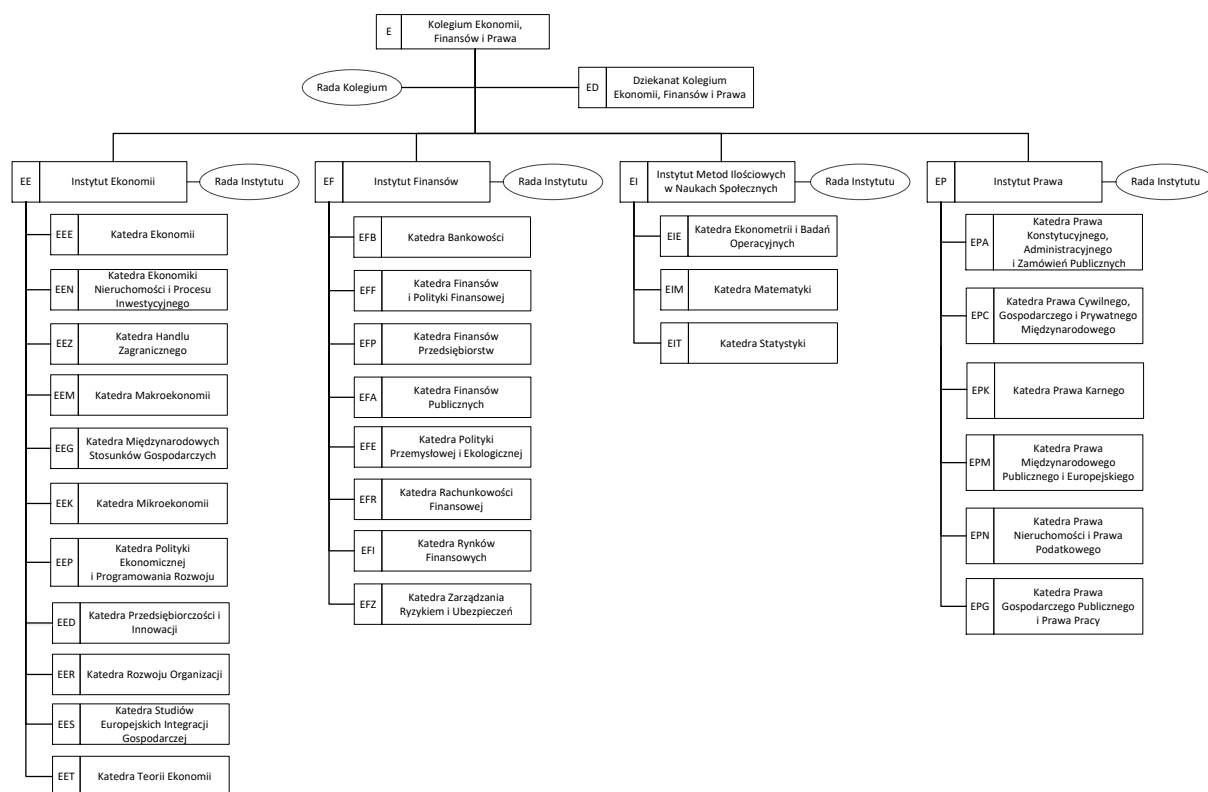 E
Kolegium Ekonomii,
Finansów i Prawa
Rada Kolegium
ED
Dziekanat Kolegium
Ekonomii, Finansów i Prawa
EE
Instytut Ekonomii
Rada Instytutu
EEE
Katedra Ekonomii
EEN
Katedra Ekonomiki
Nieruchomości i Procesu
Inwestycyjnego
EEZ
Katedra Handlu
Zagranicznego
EEM
Katedra Makroekonomii
EEG
Katedra Międzynarodowych
Stosunków Gospodarczych
EEK
Katedra Mikroekonomii
EEP
Katedra Polityki
Ekonomicznej
i Programowania Rozwoju
EED
Katedra Przedsiębiorczości i
Innowacji
EER
Katedra Rozwoju Organizacji
EES
Katedra Studiów
Europejskich Integracji
Gospodarczej
EET
Katedra Teorii Ekonomii
EF
Instytut Finansów
Rada Instytutu
EFB
Katedra Bankowości
EFF
Katedra Finansów
i Polityki Finansowej
EFP
Katedra Finansów
Przedsiębiorstw
EFA
Katedra Finansów
Publicznych
EFE
Katedra Polityki
Przemysłowej i Ekologicznej
EFR
Katedra Rachunkowości
Finansowej
EFI
Katedra Rynków
Finansowych
EFZ
Katedra Zarządzania
Ryzykiem i Ubezpieczeń
EI
Instytut Metod Ilościowych
w Naukach Społecznych
Rada Instytutu
EIE
Katedra Ekonometrii i Badań
Operacyjnych
EIM
Katedra Matematyki
EIT
Katedra Statystyki
EP
Instytut Prawa
Rada Instytutu
EPA
Katedra Prawa
Konstytucyjnego,
Administracyjnego
i Zamówień Publicznych
EPC
Katedra Prawa Cywilnego,
Gospodarczego i Prywatnego
Międzynarodowego
EPK
Katedra Prawa Karnego
EPM
Katedra Prawa
Międzynarodowego
Publicznego i Europejskiego
EPN
Katedra Prawa
Nieruchomości i Prawa
Podatkowego
EPG
Katedra Prawa
Gospodarczego Publicznego
i Prawa Pracy